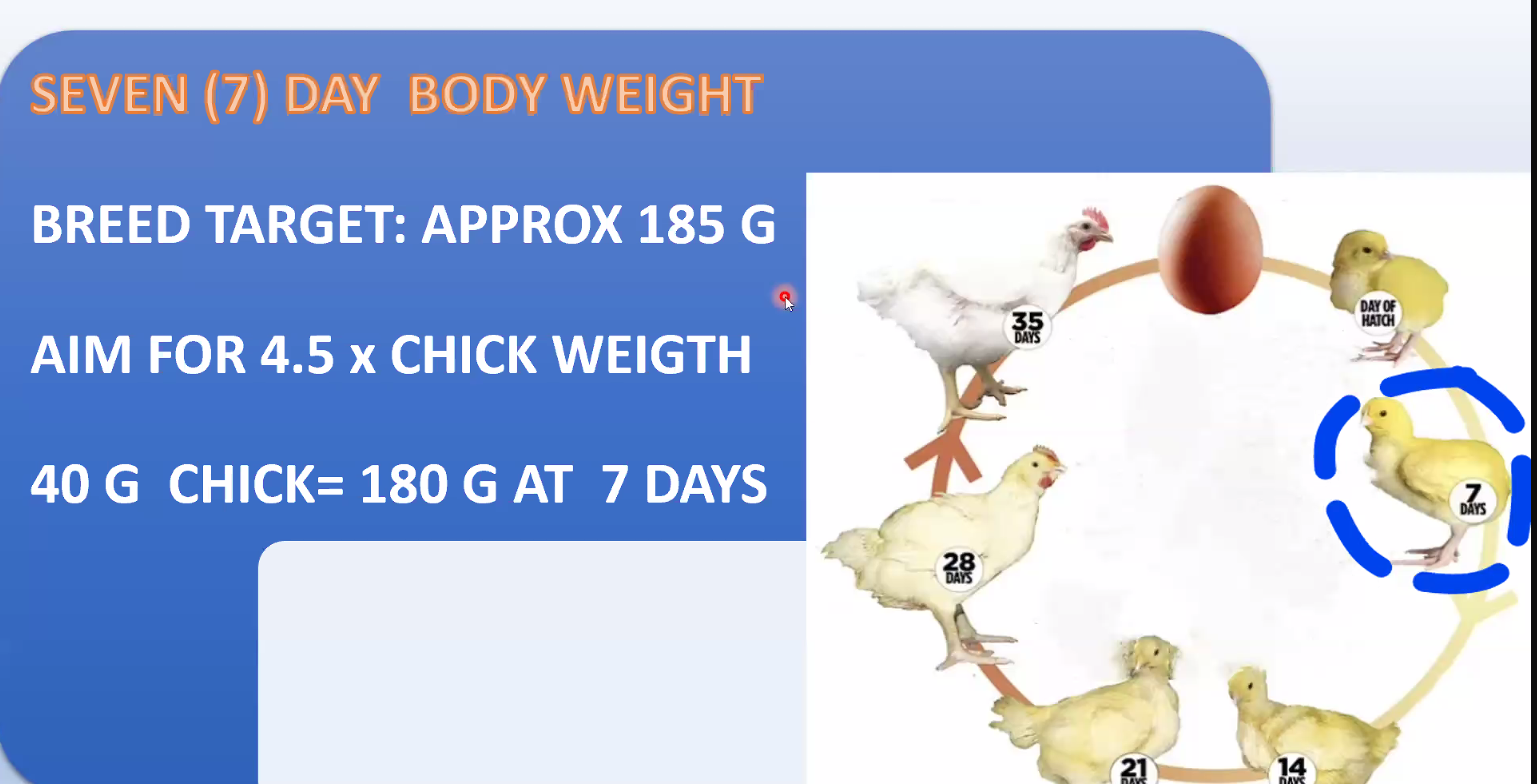 SEVEN (7) DAY BODY WEIGHT
BREED TARGET: APPROX 185 G
AIM FOR 4.5 x CHICK WEIGTH
40 G CHICK= 180 G AT 7 DAYS
DAY OF
HATCH
7
DAYS
14
DAYS
21
DAYS
28
DAYS
35
DAYS